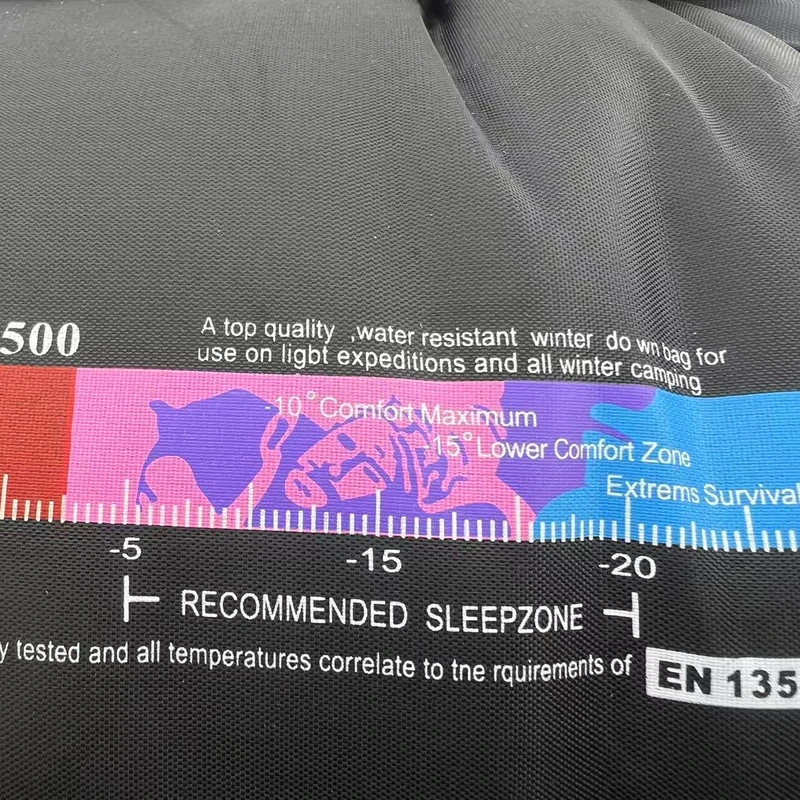 500
A top quality ,water resistant winter do wn bag for
use on ligbt expeditions and all winter camping
-10° Comfort Maximum
-15° Lower Comfort Zone
Extrems Survival
-5 -15 -20
RECOMMENDED SLEEPZONE
y tested and all temperatures correlate to tne rquirements of EN 135